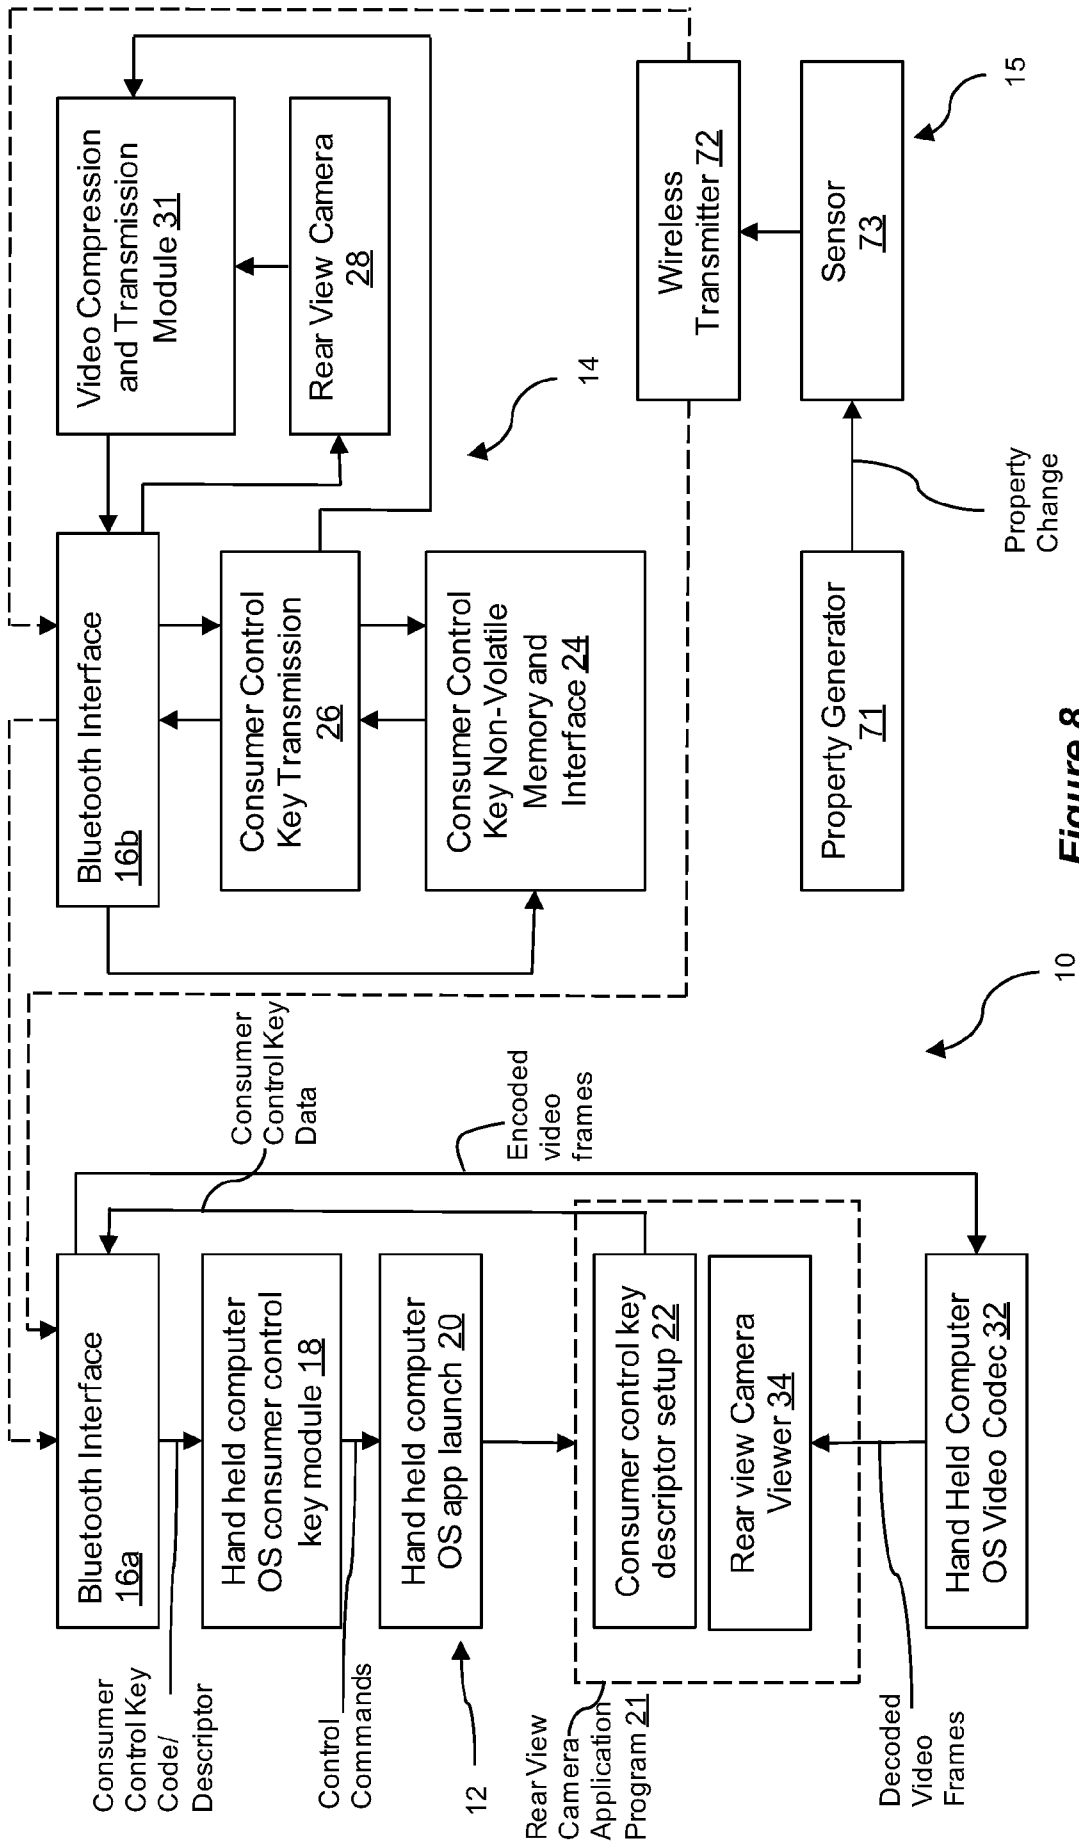 Consumer
Control Key
Code/
Descriptor
Control
Commands
12
Rear View
Camera
Application
Program 21
Decoded
Video
Frames
Bluetooth Interface
16a
Hand held computer
OS consumer control
key module 18
Hand held computer
OS app launch 20
Consumer control key
descriptor setup 22
Rear view Camera
Viewer 34
Hand Held Computer
OS Video Codec 32
Consumer
Control Key
Data
Encoded
video
frames
10
Bluetooth Interface
16b
Consumer Control
Key Transmission
26
Consumer Control
Key Non-Volatile
Memory and
Interface 24
Video Compression
and Transmission
Module 31
Rear View Camera
28
14
Property Generator
71
Property
Change
Wireless
Transmitter 72
Sensor
73
15
Figure 8